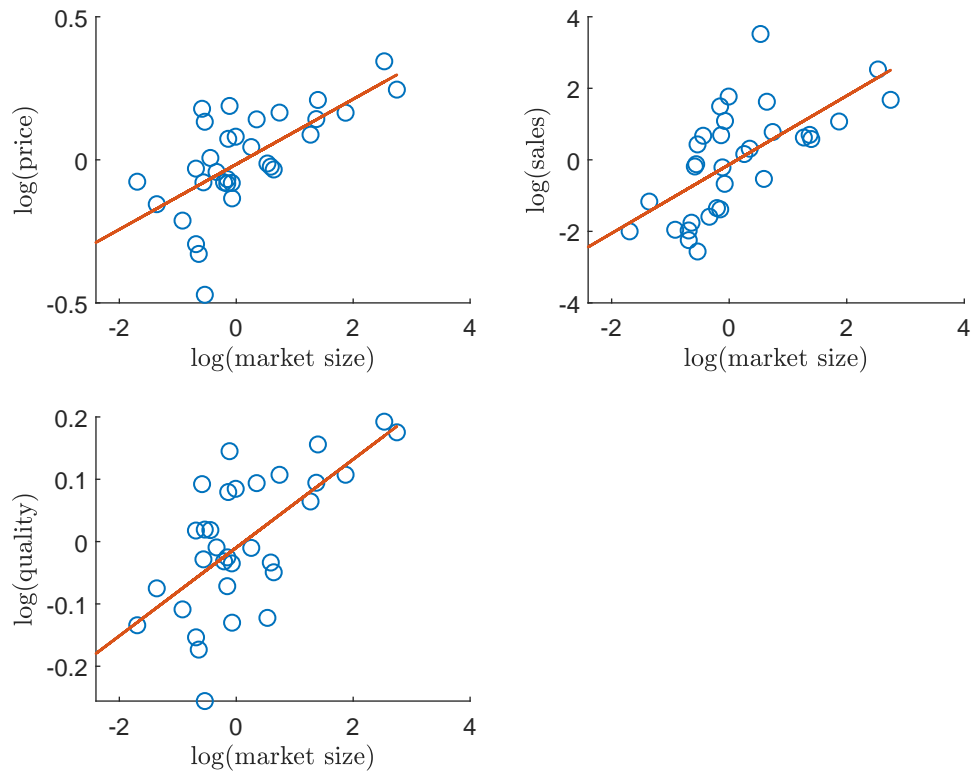 0.5
0
-0.5
log(price)
-2 0 2 4
log(market size)
4
2
0
-2
-4
log(sales)
-2 0 2 4
log(market size)
0.2
0.1
0
-0.1
-0.2
log(quality)
-2 0 2 4
log(market size)